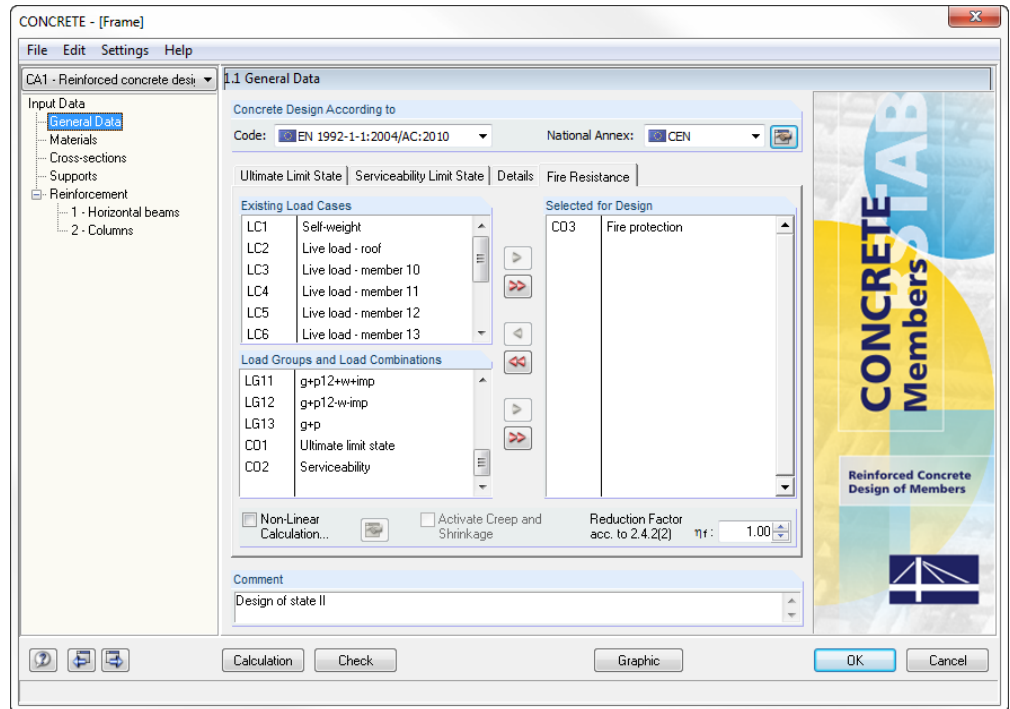 CONCRETE - [Frame]
File Edit Settings Help
CA1 - Reinforced concrete desi
1.1 General Data
Input Data
General Data
Materials
Cross-sections
Supports
Reinforcement
1 - Horizontal beams
2 - Columns
Concrete Design According to
Code: EN 1992-1-1:2004/AC:2010 National Annex: CEN
Ultimate Limit State Serviceability Limit State Details Fire Resistance
Existing Load Cases
LC1 Self-weight
LC2 Live load - roof
LC3 Live load - member 10
LC4 Live load - member 11
LC5 Live load - member 12
LC6 Live load - member 13
Load Groups and Load Combinations
LG11 g+p12+w+imp
LG12 g+p12-w-imp
LG13 g+p
CO1 Ultimate limit state
CO2 Serviceability
Selected for Design
CO3 Fire protection
Non-Linear
Calculation...
Activate Creep and
Shrinkage
Reduction Factor
acc. to 2.4.2(2) ηf : 1.00
Comment
Design of state II
RSTAB
CONCRETE
Members
Reinforced Concrete
Design of Members
Calculation Check Graphic OK Cancel